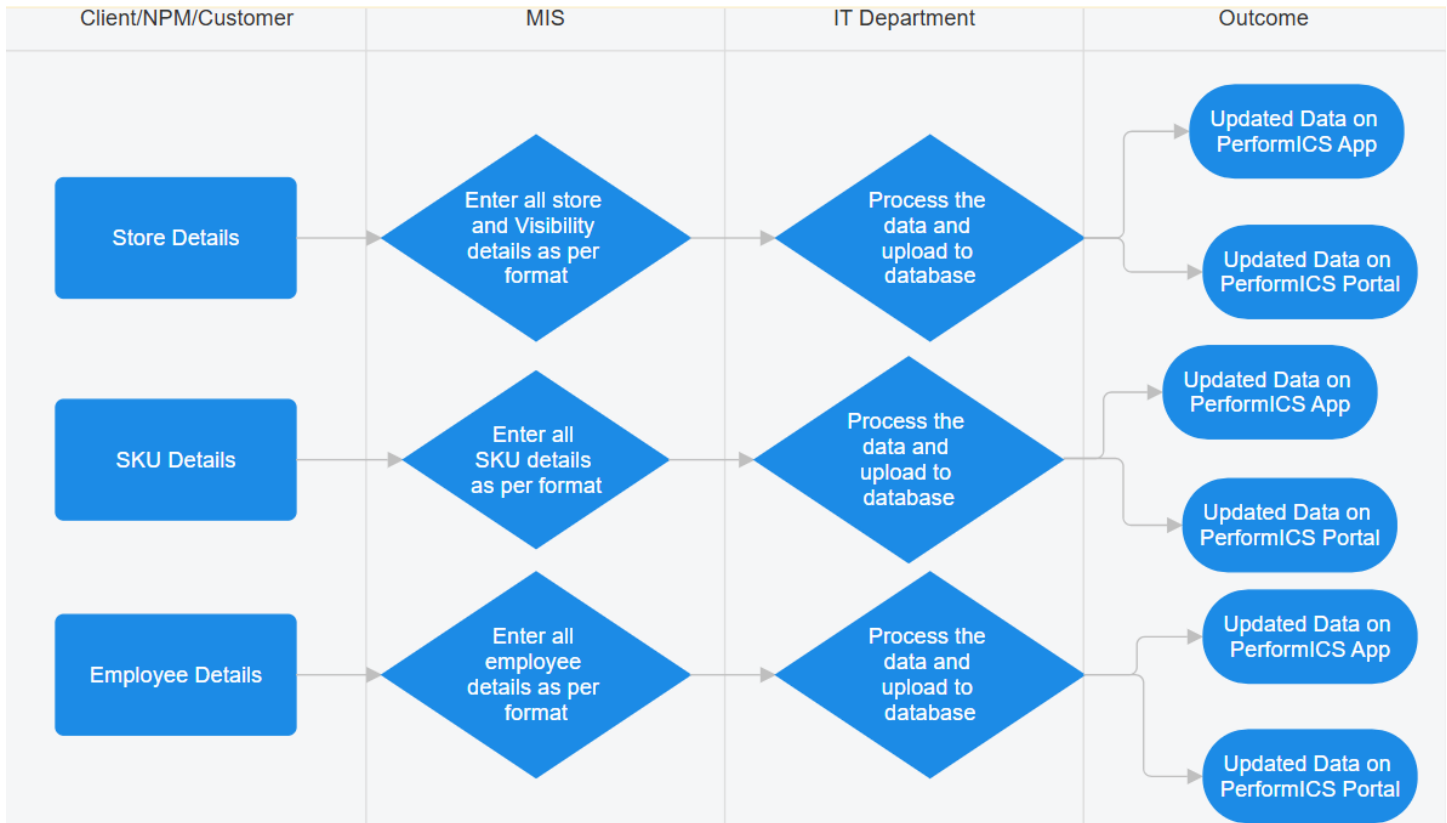 Client/NPM/Customer
MIS
IT Department
Outcome
Store Details
Enter all store
and Visibility
details as per
format
Process the
data and
upload to
database
Updated Data on
PerformICS App
Updated Data on
PerformICS Portal
SKU Details
Enter all
SKU details
as per format
Process the
data and
upload to
database
Updated Data on
PerformICS App
Updated Data on
PerformICS Portal
Employee Details
Enter all
employee
details as per
format
Process the
data and
upload to
database
Updated Data on
PerformICS App
Updated Data on
PerformICS Portal